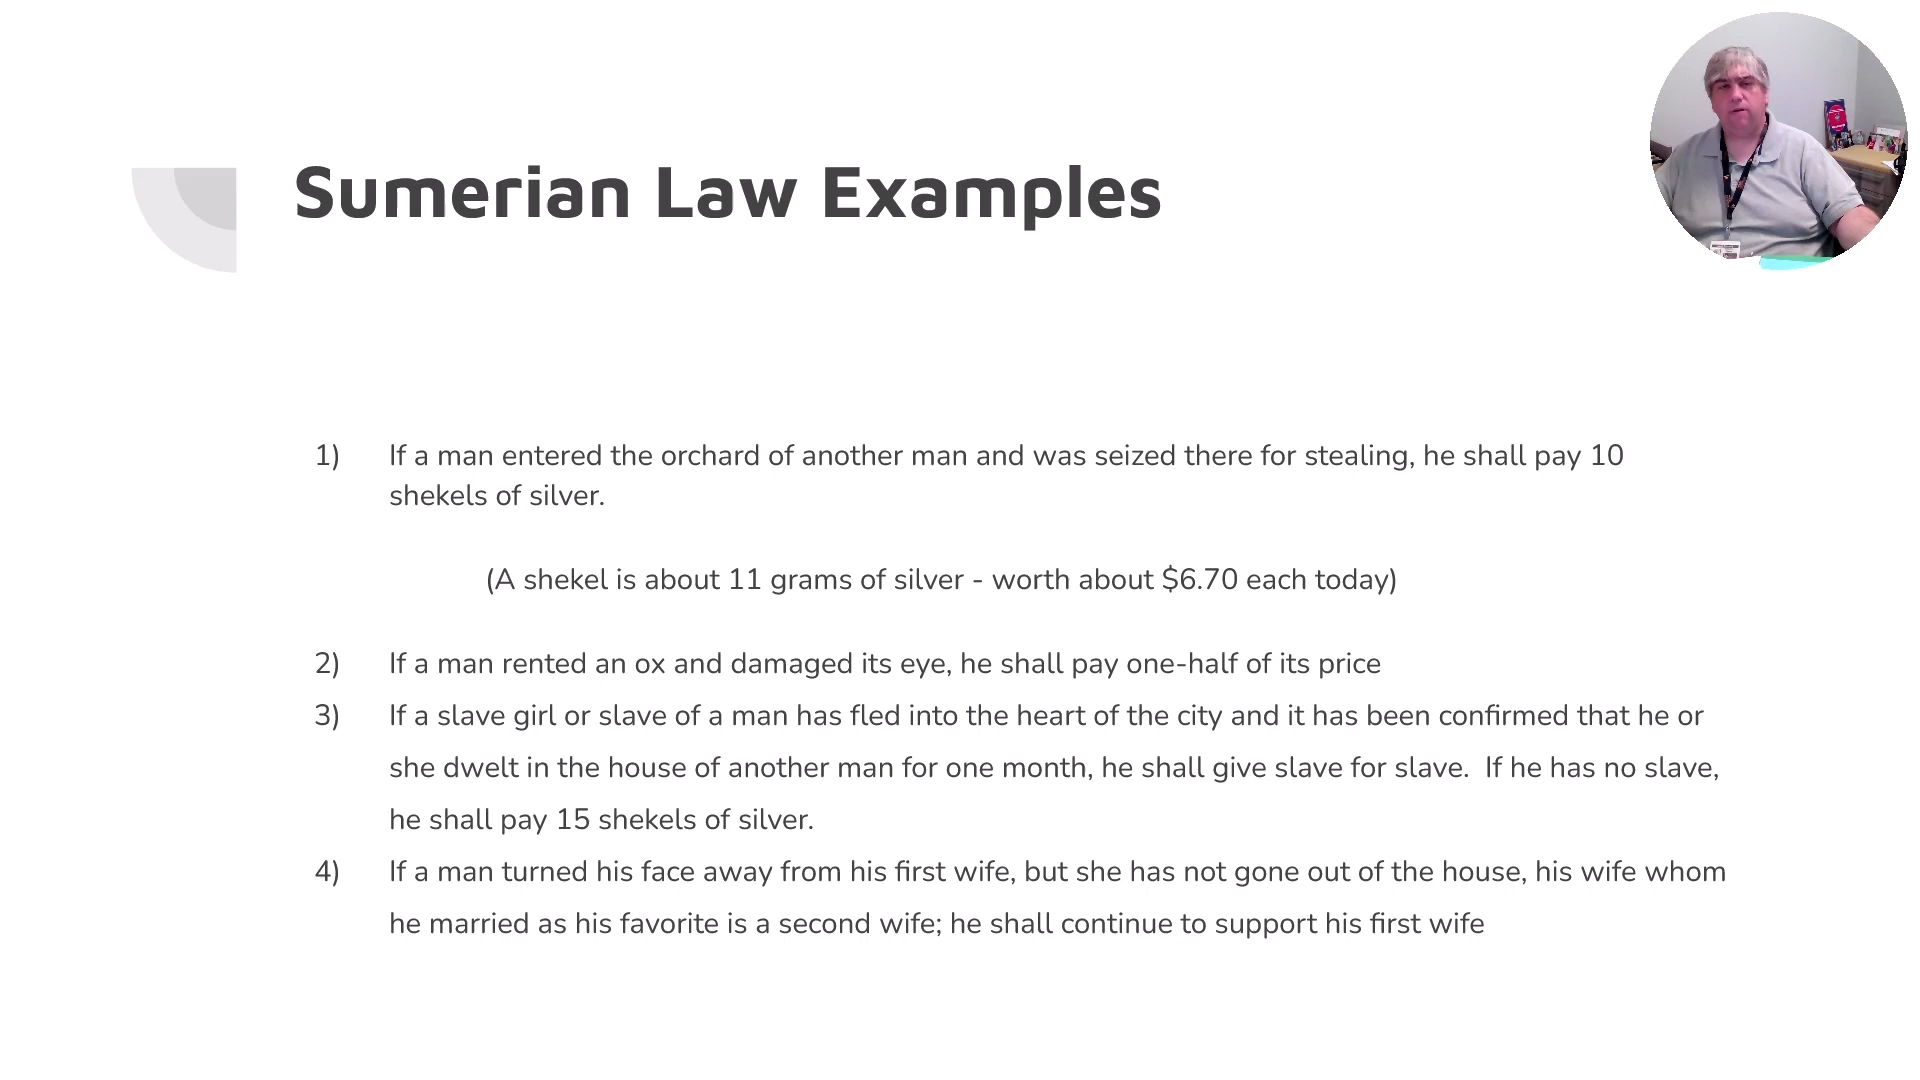 Sumerian Law Examples
1) If a man entered the orchard of another man and was seized there for stealing, he shall pay 10
shekels of silver.
(A shekel is about 11 grams of silver - worth about $6.70 each today)
2) If a man rented an ox and damaged its eye, he shall pay one-half of its price
3) If a slave girl or slave of a man has fled into the heart of the city and it has been confirmed that he or
she dwelt in the house of another man for one month, he shall give slave for slave.  If he has no slave,
he shall pay 15 shekels of silver.
4) If a man turned his face away from his first wife, but she has not gone out of the house, his wife whom
he married as his favorite is a second wife; he shall continue to support his first wife